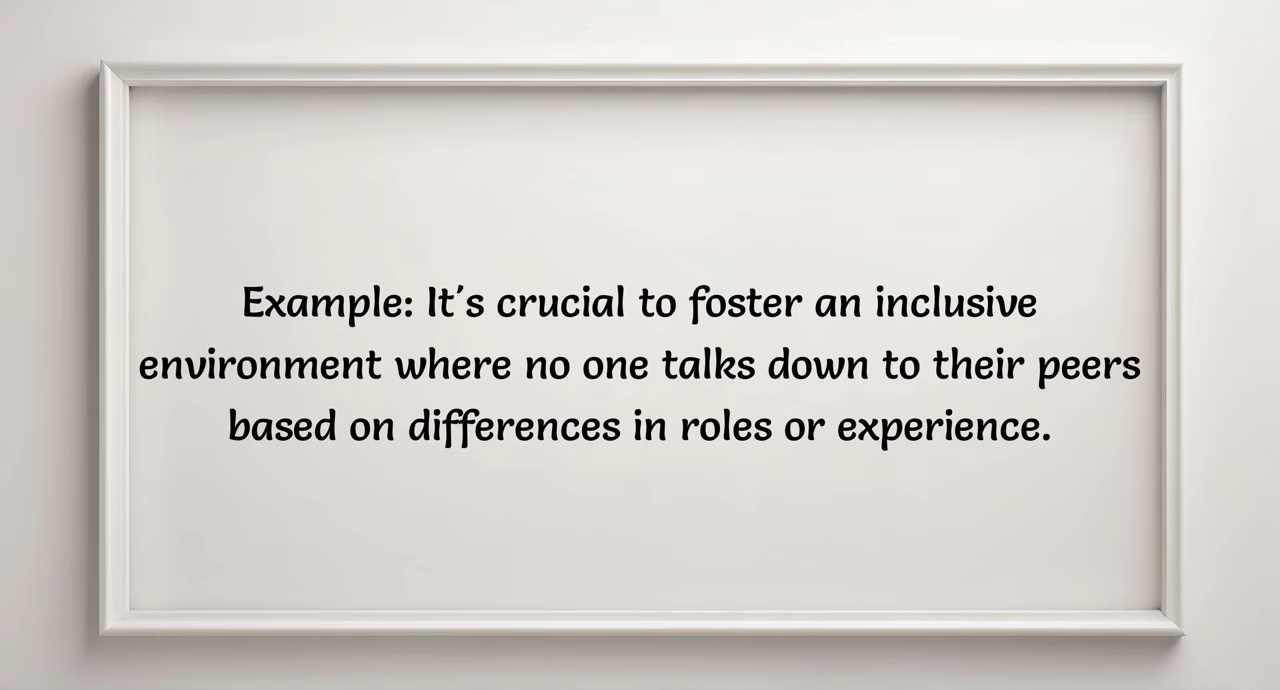 Example: It's crucial to foster an inclusive
environment where no one talks down to their peers
based on differences in roles or experience.